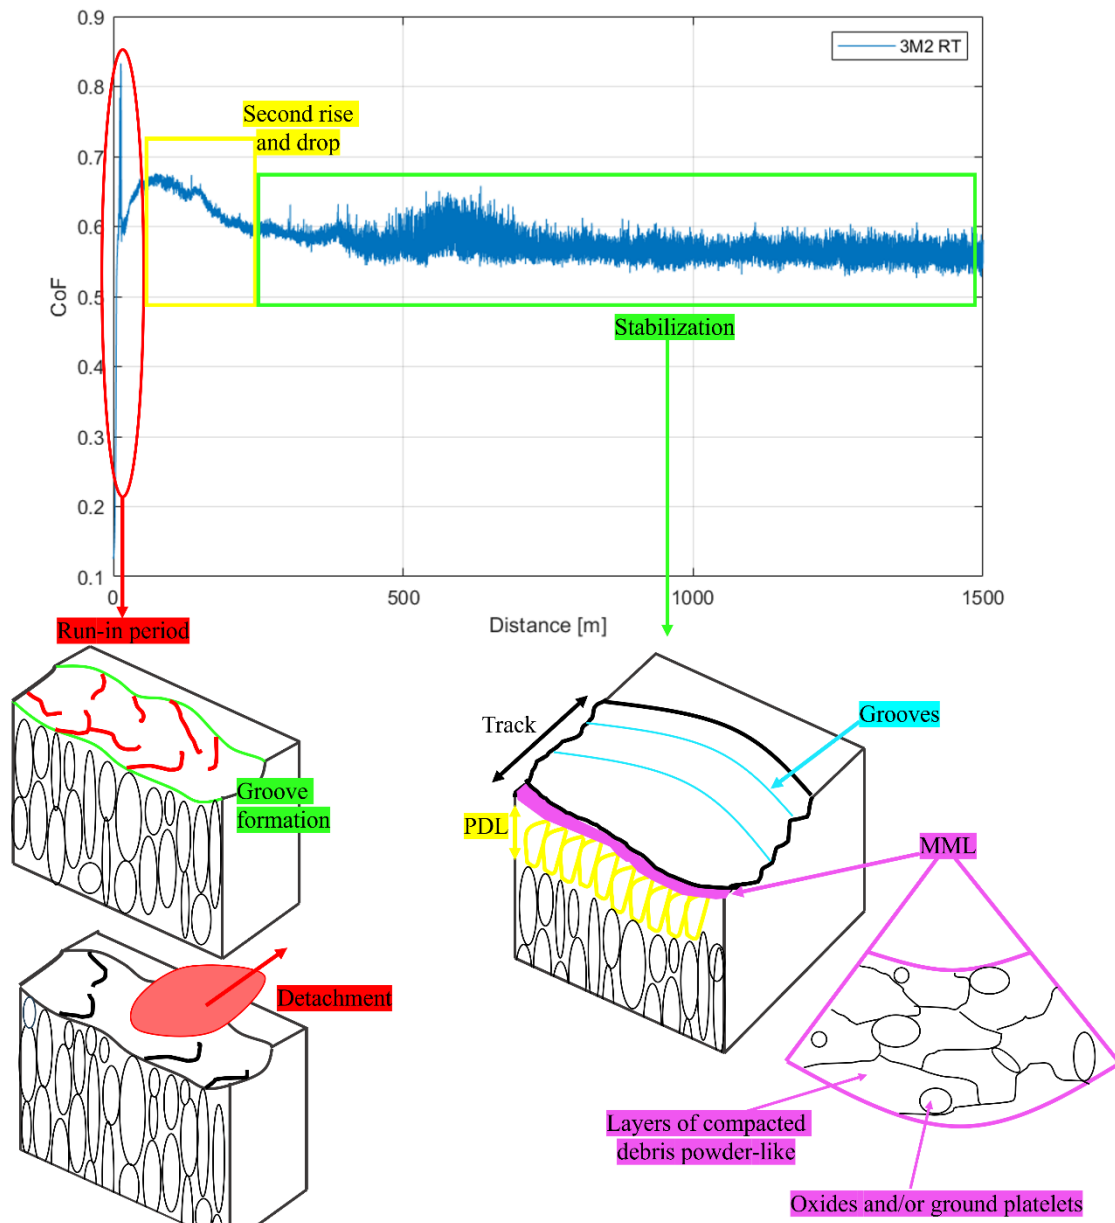 0.9
3M2 RT
0.8
Second rise
and drop
0.7
0.6
0.5
CoF
Stabilization
0.4
0.3
0.2
0.1
0
500
1000
1500
Distance [m]
Run-in period
Track
Grooves
Groove
formation
PDL
MML
Detachment
Layers of compacted
debris powder-like
Oxides and/or ground platelets